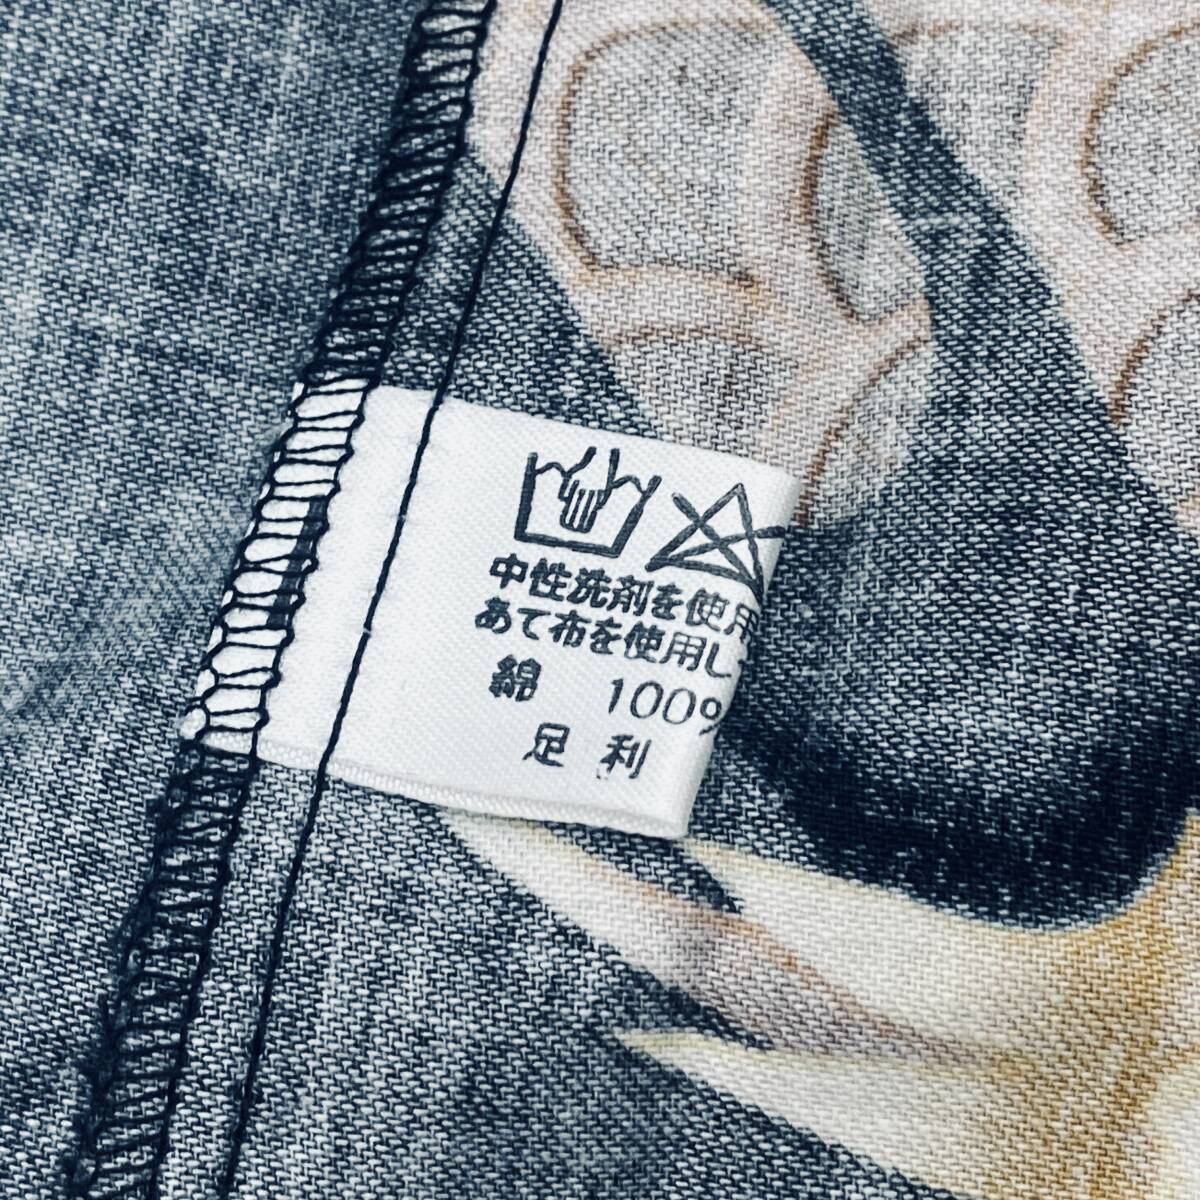 中性洗剤を使用
あて布を使用し
綿 100%
足利